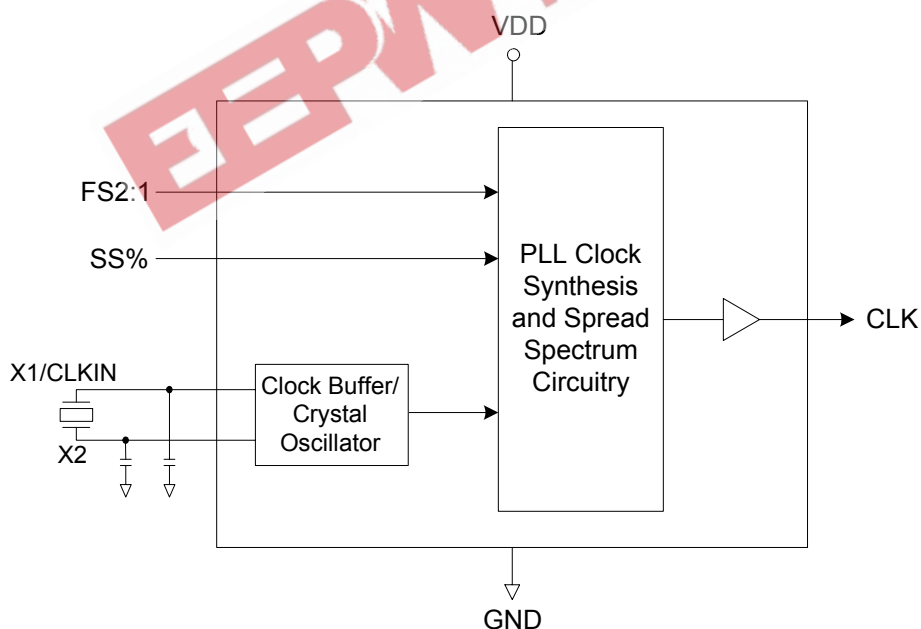 VDD
EEPW
FS2:1
SS%
PLL Clock
Synthesis
and Spread
Spectrum
Circuitry
CLK
X1/CLKIN
X2
Clock Buffer/
Crystal
Oscillator
GND